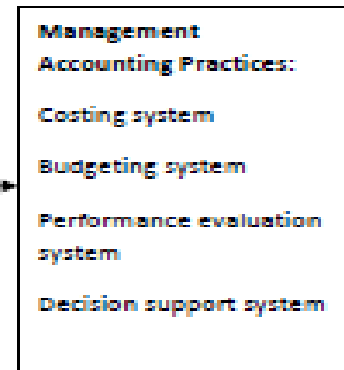 Management
Accounting Practices:
Costing system
Budgeting system
Performance evaluation
system
Decision support system